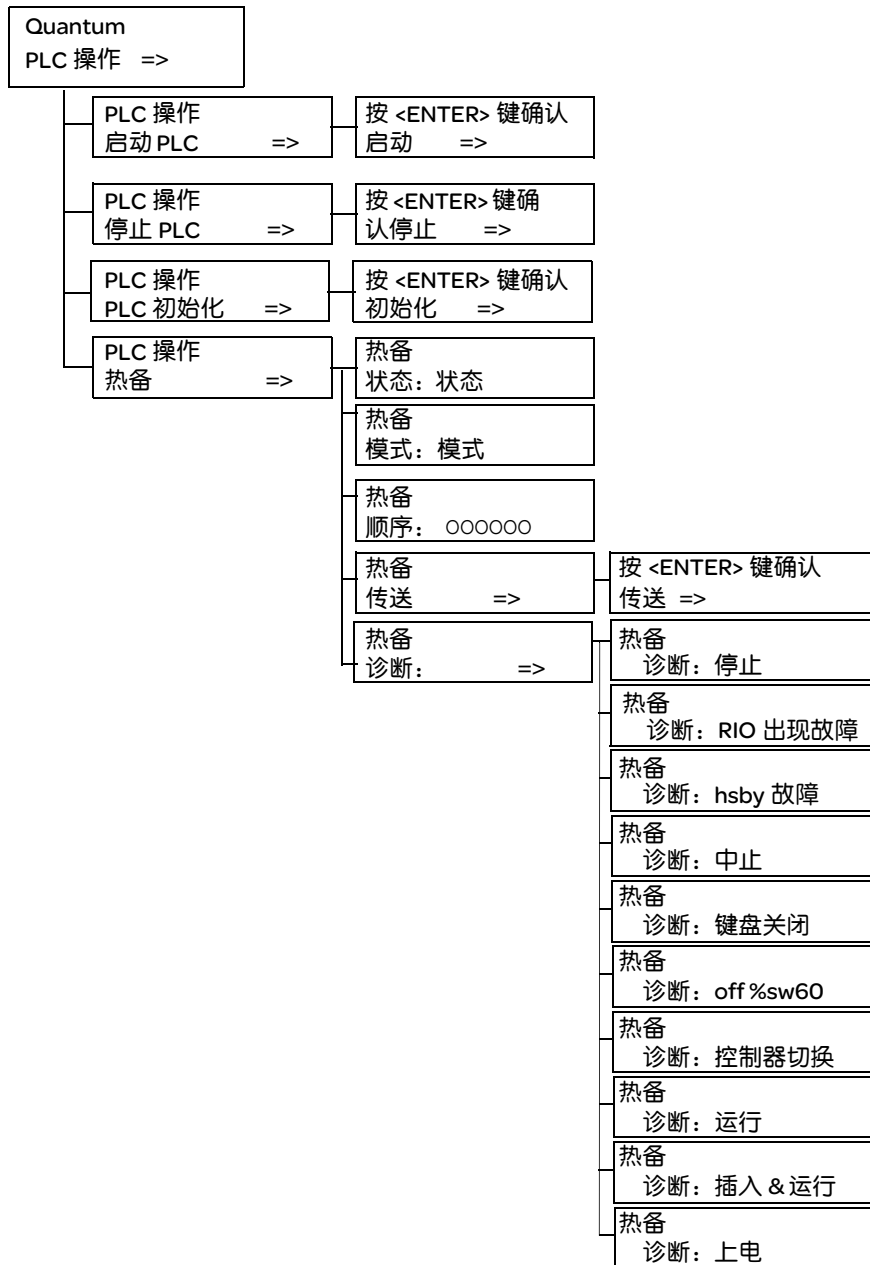 Quantum
PLC 操作 =>
PLC 操作
启动 PLC =>
按 <ENTER> 键确认
启动 =>
PLC 操作
停止 PLC =>
按 <ENTER> 键确
认停止 =>
PLC 操作
PLC 初始化 =>
按 <ENTER> 键确认
初始化 =>
PLC 操作
热备 =>
热备
状态：状态
热备
模式：模式
热备
顺序： OOOOOO
热备
传送 =>
按 <ENTER> 键确认
传送 =>
热备
诊断： =>
热备
诊断：停止
热备
诊断：RIO 出现故障
热备
诊断：hsby 故障
热备
诊断：中止
热备
诊断：键盘关闭
热备
诊断：off %sw60
热备
诊断：控制器切换
热备
诊断：运行
热备
诊断：插入 & 运行
热备
诊断：上电